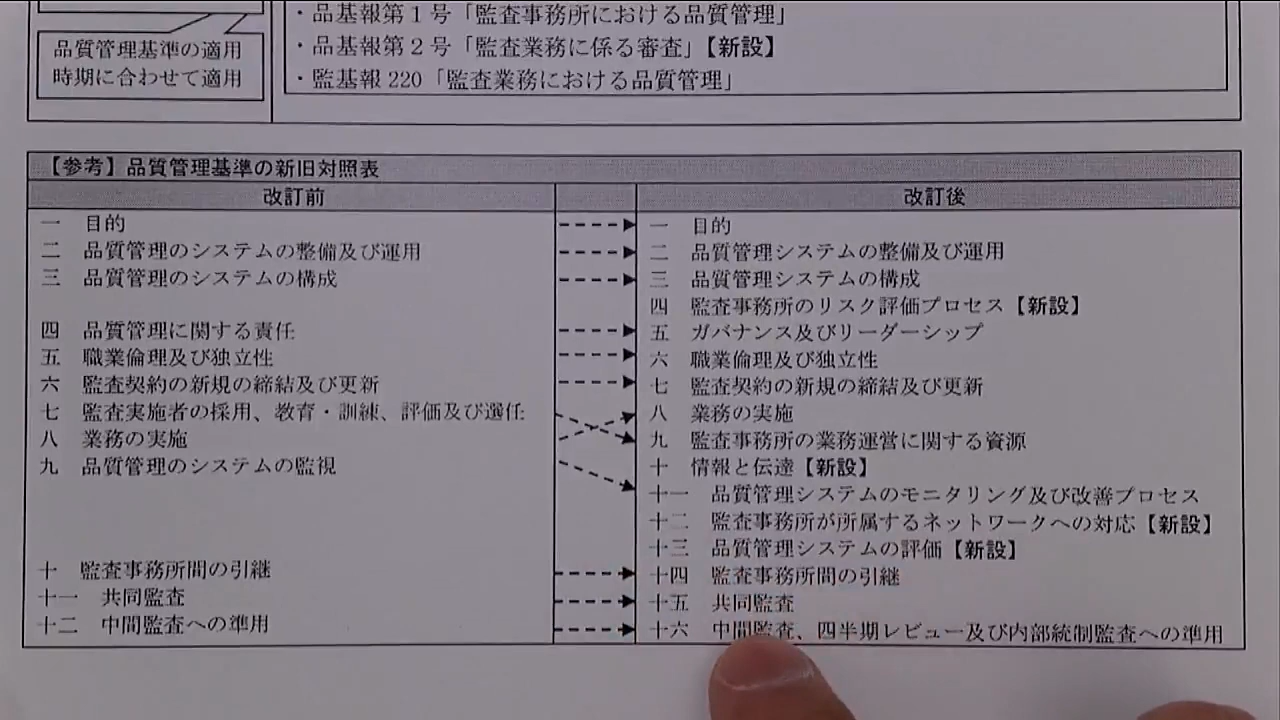 ・品基報第１号「監査事務所における品質管理」
品質管理基準の適用
時期に合わせて適用
・品基報第２号「監査業務に係る審査」【新設】
・監基報 220「監査業務における品質管理」
【参考】品質管理基準の新旧対照表
改訂前
改訂後
一 目的
一 目的
二 品質管理のシステムの整備及び運用
二 品質管理システムの整備及び運用
三 品質管理のシステムの構成
三 品質管理システムの構成
四 監査事務所のリスク評価プロセス【新設】
四 品質管理に関する責任
五 ガバナンス及びリーダーシップ
五 職業倫理及び独立性
六 職業倫理及び独立性
六 監査契約の新規の締結及び更新
七 監査契約の新規の締結及び更新
七 監査実施者の採用、教育・訓練、評価及び選任
八 業務の実施
八 業務の実施
九 監査事務所の業務運営に関する資源
九 品質管理のシステムの監視
十 情報と伝達【新設】
十一 品質管理システムのモニタリング及び改善プロセス
十二 監査事務所が所属するネットワークへの対応【新設】
十三 品質管理システムの評価【新設】
十 監査事務所間の引継
十四 監査事務所間の引継
十一 共同監査
十五 共同監査
十二 中間監査への準用
十六 中間監査、四半期レビュー及び内部統制監査への準用